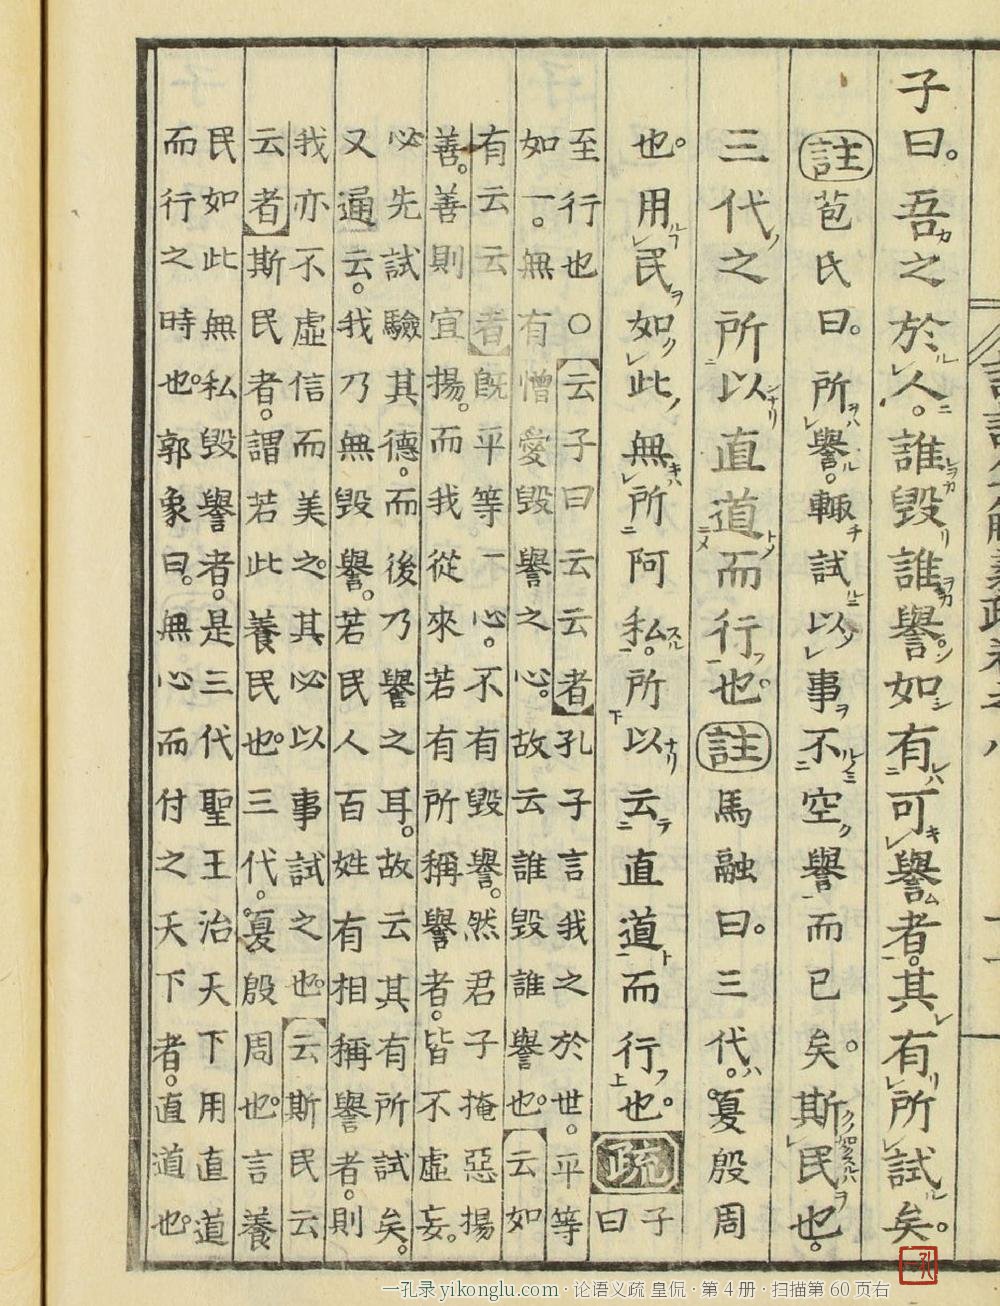 子曰。吾之於人。誰毀誰譽。如有可譽者。其有所試矣。
註苞氏曰。所譽。輙試以事不空譽而已矣。斯民也。
三代之所以直道而行也。註馬融曰。三代。夏殷周
也。用民如此無所阿私。所以云直道而行也。疏子曰
至行也〇云子曰云云者孔子言我之於世。平等
如一。無有憎愛毀譽之心。故云誰毀誰譽也。云如
有云云者既平等一心。不有毀譽。然君子掩惡揚
善。善則宜揚。而我從來若有所稱譽者。皆不虛妄。
必先試驗其德。而後乃譽之耳。故云其有所試矣。
又通云。我乃無毀譽。若民人百姓有相稱譽者。則
我亦不虛信而美之。其必以事試之也。云斯民云
云者斯民者。謂若此養民也。三代。夏殷周也。言養
民如此無私毀譽者。是三代聖王治天下用直道
而行之時也。郭象曰。無心而付之天下者。直道也。
一孔录 yikonglu.com · 论语义疏 皇侃 · 第 4 册 · 扫描第 60 页右